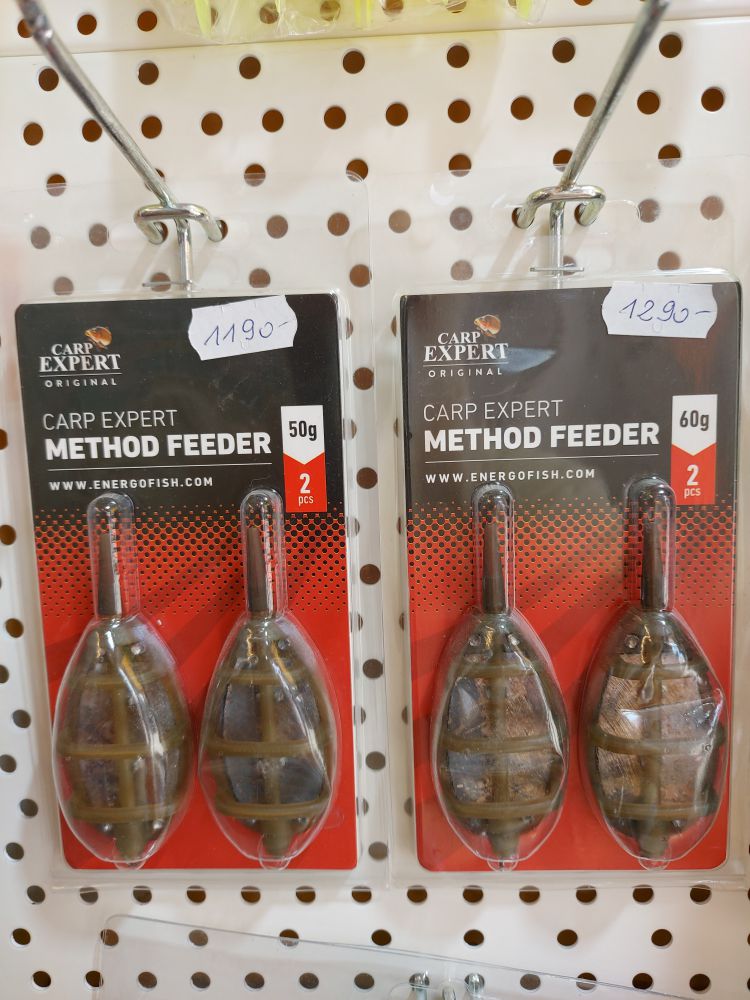 1190-
CARP
EXPERT
ORIGINAL
CARP EXPERT
METHOD FEEDER
WWW.ENERGOFISH.COM
50g
2
pcs
1290-
CARP
EXPERT
ORIGINAL
CARP EXPERT
METHOD FEEDER
WWW.ENERGOFISH.COM
60g
2
pcs